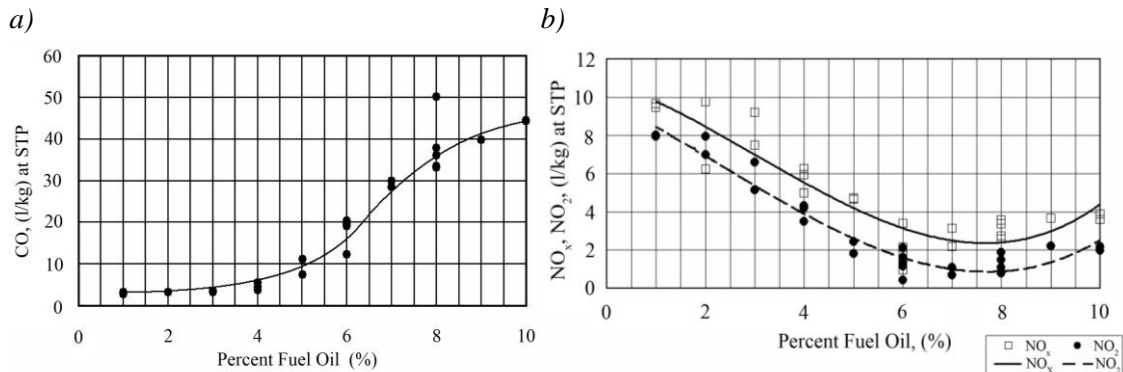 a)
60
50
40
30
20
10
0
CO, (l/kg) at STP
0 2 4 6 8 10
Percent Fuel Oil (%)
b)
12
10
8
6
4
2
0
NOₓ, NO₂, (l/kg) at STP
0 2 4 6 8 10
Percent Fuel Oil, (%)
NOₓ NO₂
NOₓ NO₂